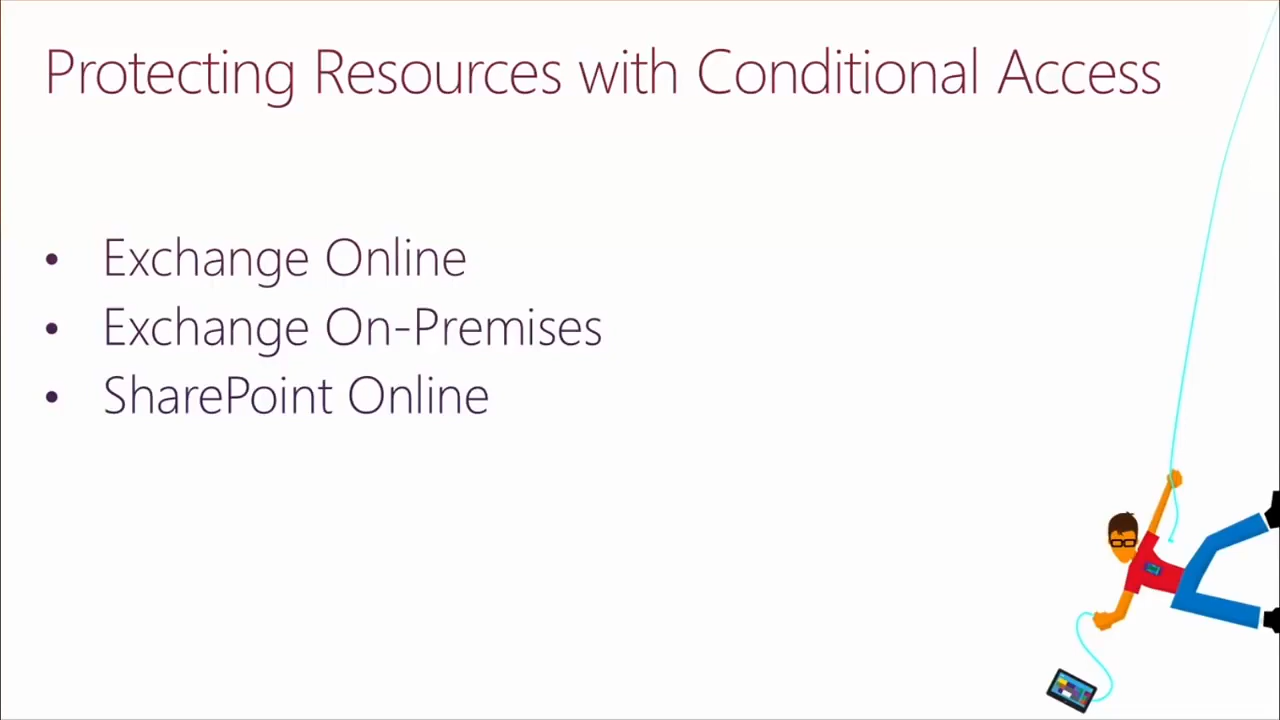 Protecting Resources with Conditional Access
• Exchange Online
• Exchange On-Premises
• SharePoint Online